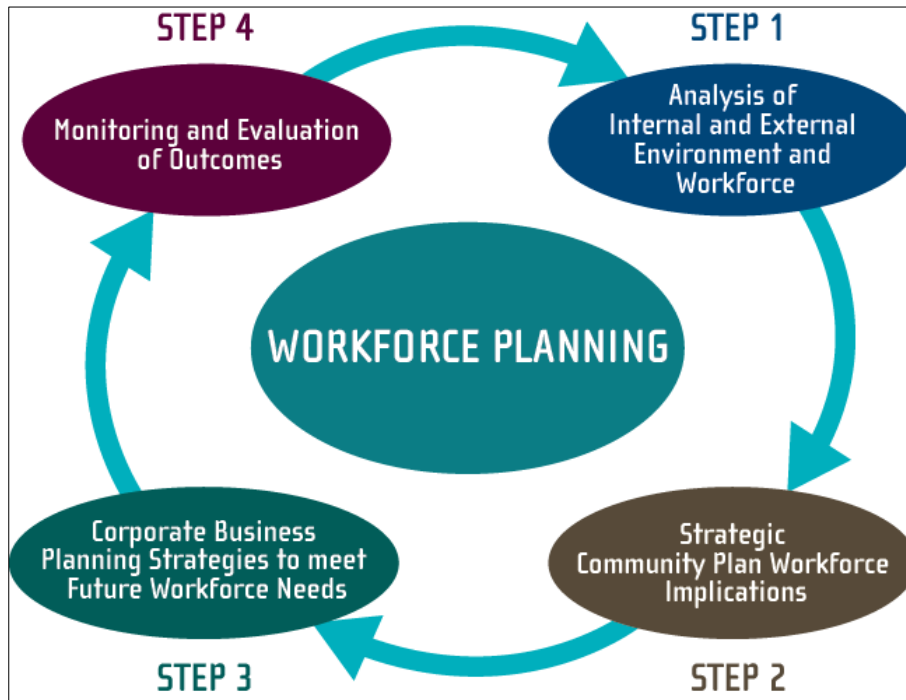 STEP 4
Monitoring and Evaluation
of Outcomes
STEP 1
Analysis of
Internal and External
Environment and
Workforce
WORKFORCE PLANNING
Corporate Business
Planning Strategies to meet
Future Workforce Needs
STEP 3
Strategic
Community Plan Workforce
Implications
STEP 2